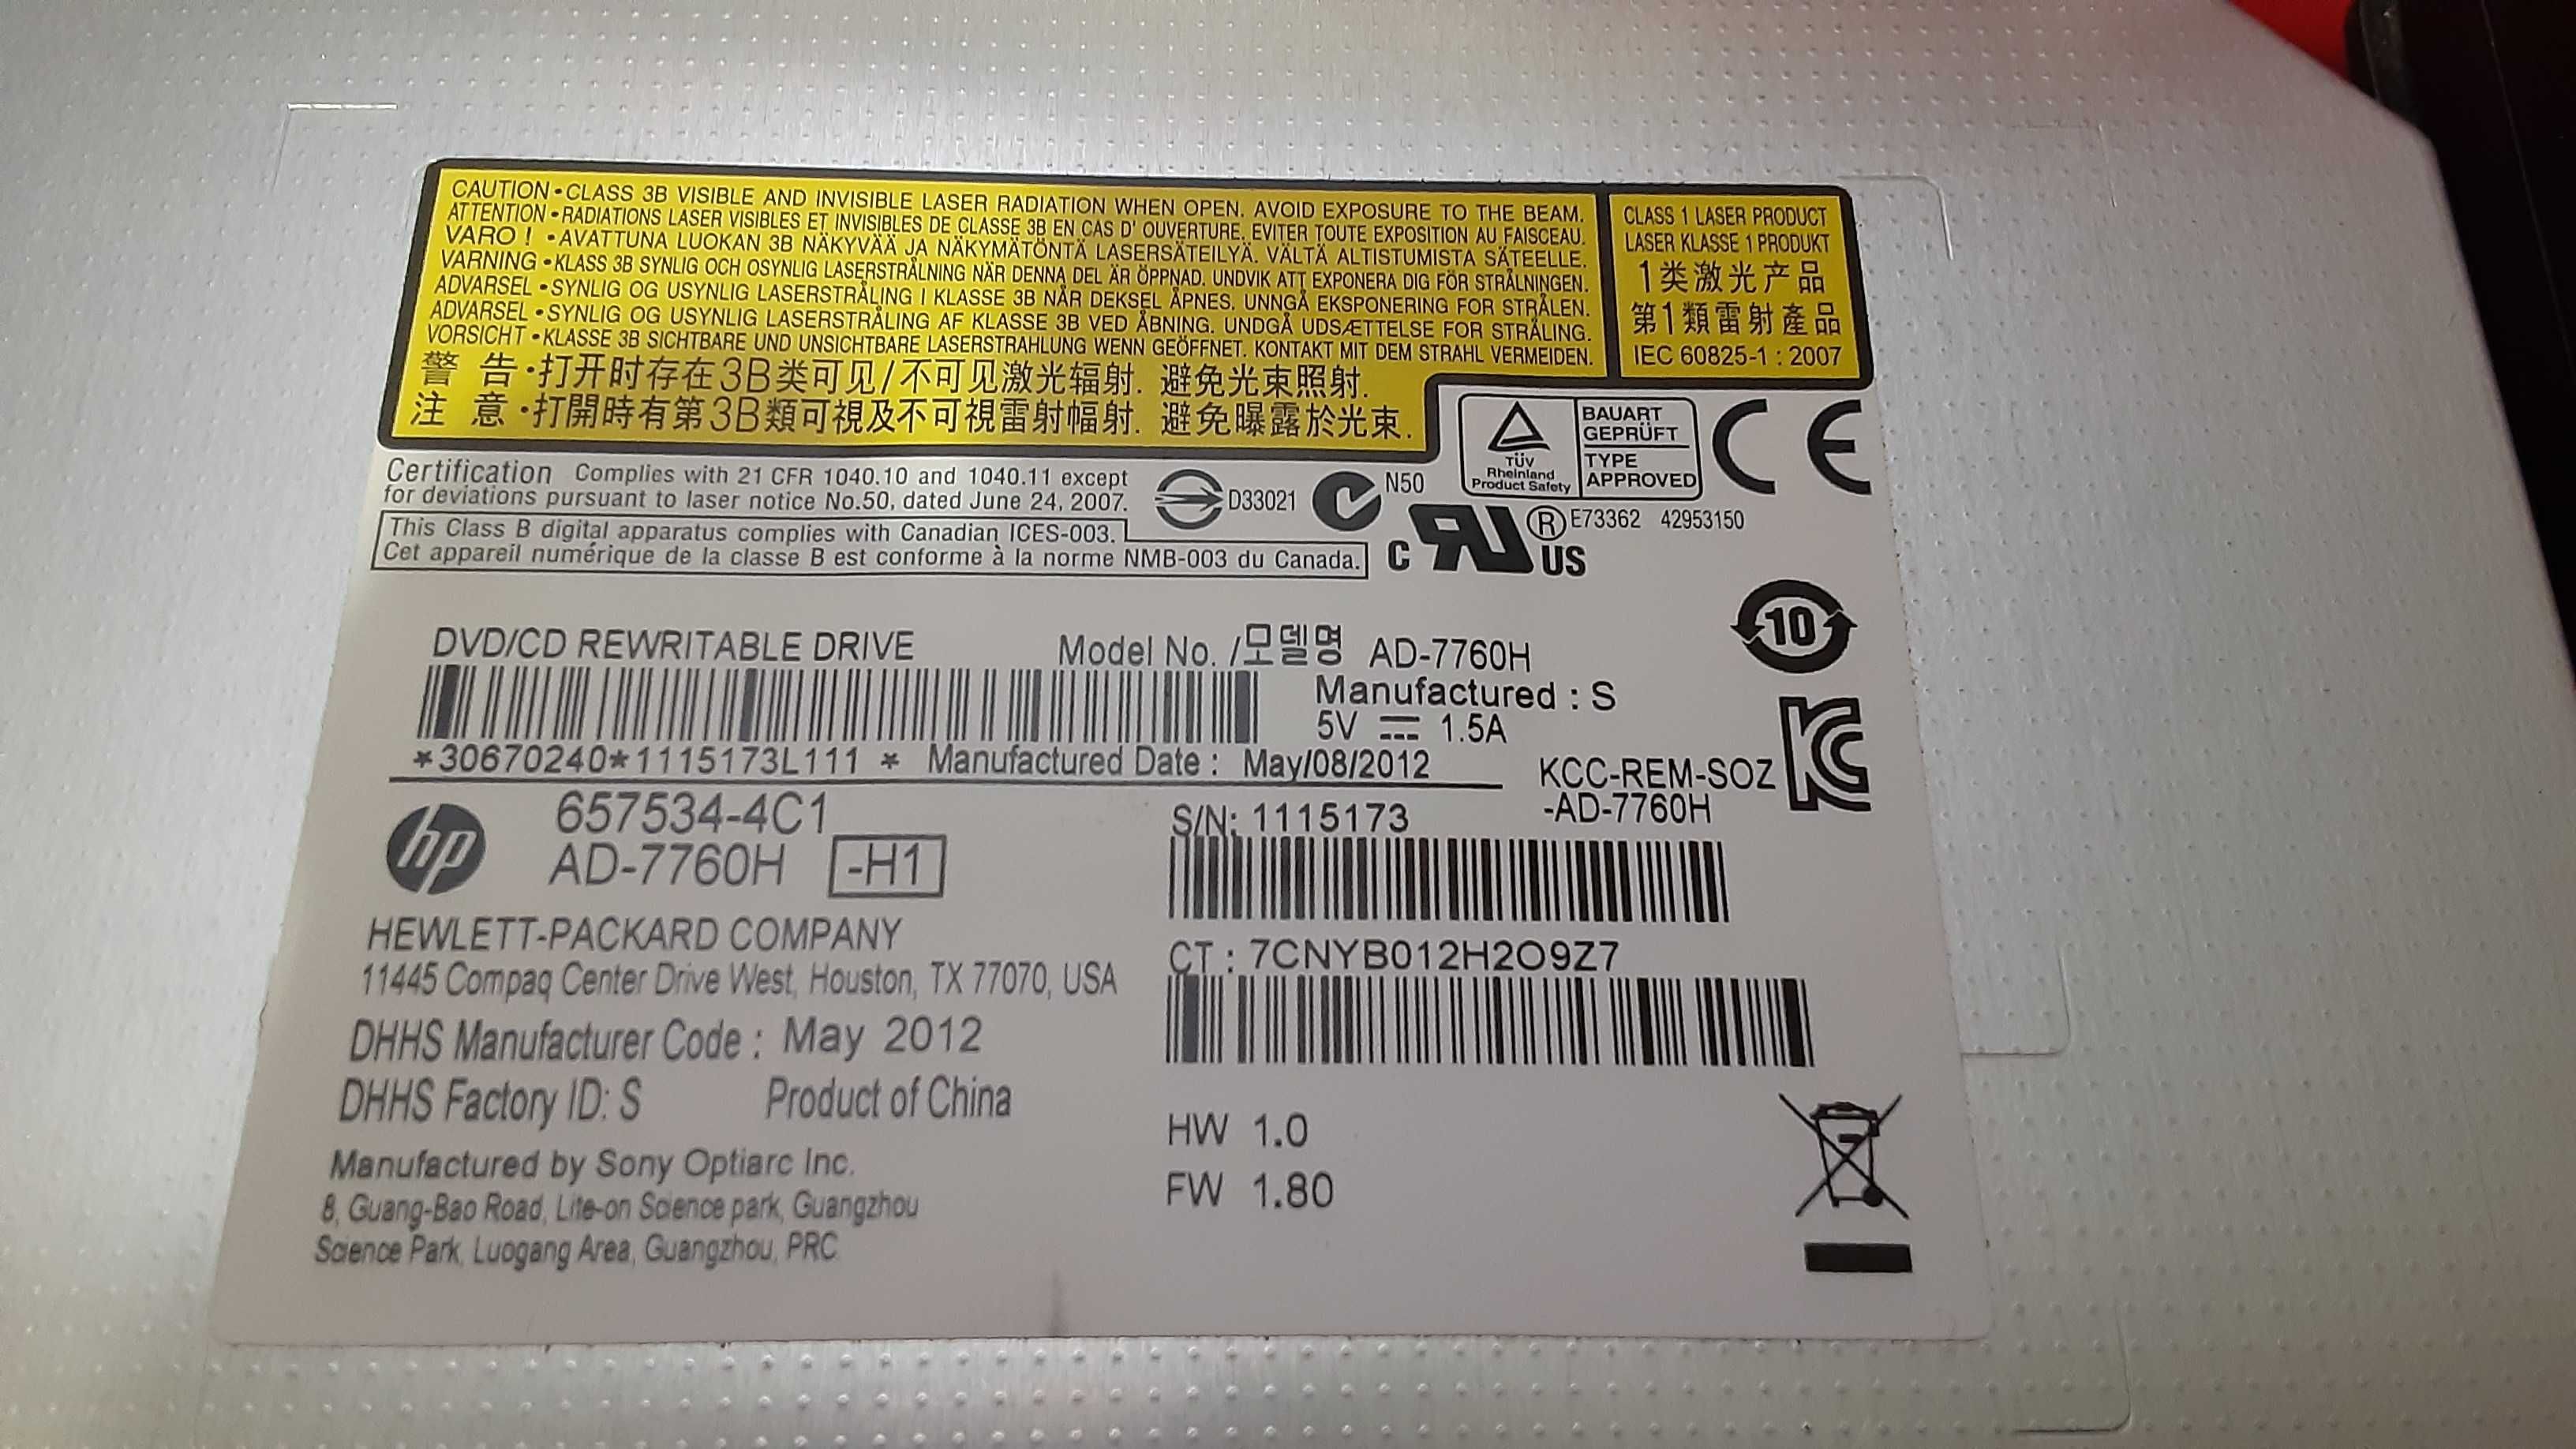 CAUTION•CLASS 3B VISIBLE AND INVISIBLE LASER RADIATION WHEN OPEN. AVOID EXPOSURE TO THE BEAM.
ATTENTION•RADIATIONS LASER VISIBLES ET INVISIBLES DE CLASSE 3B EN CAS D' OUVERTURE. EVITER TOUTE EXPOSITION AU FAISCEAU.
VARO ! •AVATTUNA LUOKAN 3B NÄKYVÄÄ JA NÄKYMÄTÖNTÄ LASERSÄTEILYÄ. VÄLTÄ ALTISTUMISTA SÄTEELLE.
VARNING•KLASS 3B SYNLIG OCH OSYNLIG LASERSTRÅLNING NÄR DENNA DEL ÄR ÖPPNAD. UNDVIK ATT EXPONERA DIG FÖR STRÅLNINGEN.
ADVARSEL•SYNLIG OG USYNLIG LASERSTRÅLING I KLASSE 3B NÅR DEKSEL ÅPNES. UNNGÅ EKSPONERING FOR STRÅLEN.
ADVARSEL•SYNLIG OG USYNLIG LASERSTRÅLING AF KLASSE 3B VED ÅBNING. UNDGÅ UDSÆTTELSE FOR STRÅLING.
VORSICHT•KLASSE 3B SICHTBARE UND UNSICHTBARE LASERSTRAHLUNG WENN GEÖFFNET. KONTAKT MIT DEM STRAHL VERMEIDEN.
警 告·打开时存在3B类可见/不可见激光辐射. 避免光束照射.
注 意·打開時有第3B類可視及不可視雷射幅射. 避免曝露於光束.
CLASS 1 LASER PRODUCT
LASER KLASSE 1 PRODUKT
1类激光产品
第1類雷射產品
IEC 60825-1 : 2007
TÜV
Rheinland
Product Safety
BAUART
GEPRÜFT
TYPE
APPROVED
CE
Certification Complies with 21 CFR 1040.10 and 1040.11 except
for deviations pursuant to laser notice No.50, dated June 24, 2007.
D33021
N50
This Class B digital apparatus complies with Canadian ICES-003.
Cet appareil numérique de la classe B est conforme à la norme NMB-003 du Canada.
C RU ® US
E73362 42953150
10
DVD/CD REWRITABLE DRIVE
Model No. /모델명 AD-7760H
Manufactured : S
5V ⎓ 1.5A
*30670240*1115173L111 * Manufactured Date : May/08/2012
KCC-REM-SOZ
-AD-7760H
KC
hp
657534-4C1
AD-7760H -H1
S/N: 1115173
HEWLETT-PACKARD COMPANY
11445 Compaq Center Drive West, Houston, TX 77070, USA
CT : 7CNYB012H2O9Z7
DHHS Manufacturer Code : May 2012
DHHS Factory ID: S Product of China
HW 1.0
FW 1.80
Manufactured by Sony Optiarc Inc.
8, Guang-Bao Road, Lite-on Science park, Guangzhou
Science Park, Luogang Area, Guangzhou, PRC